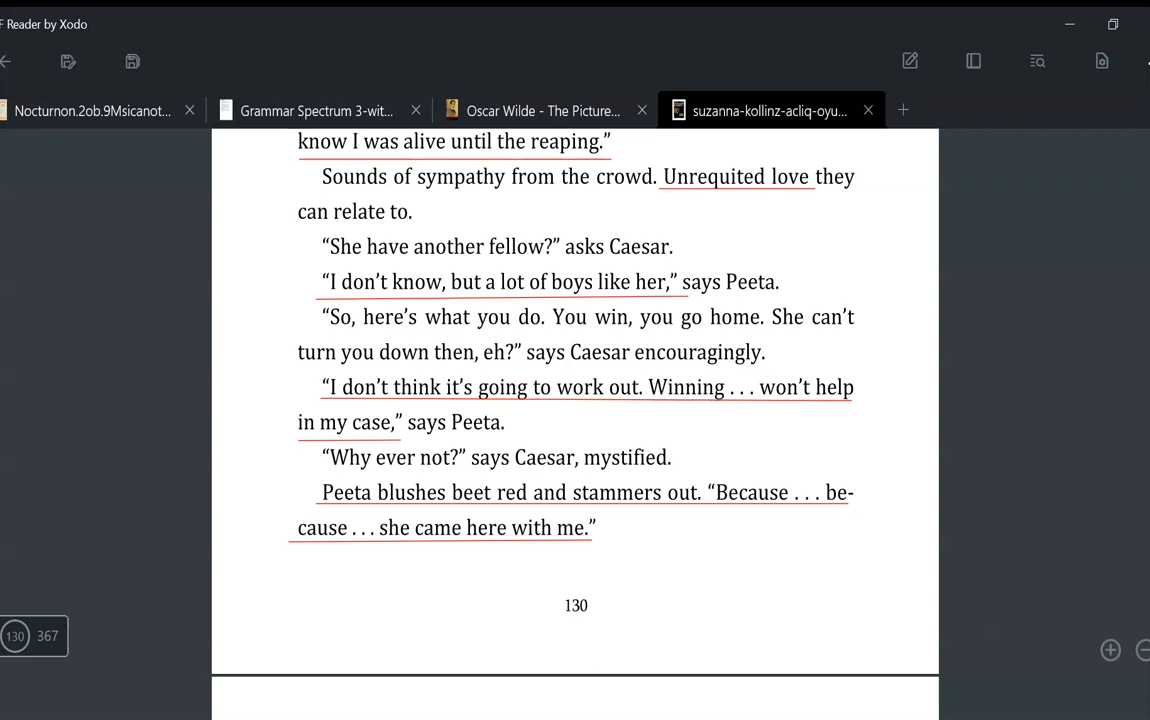 F Reader by Xodo
Nocturnon.2ob.9Msicanot...
Grammar Spectrum 3-wit...
Oscar Wilde - The Picture...
suzanna-kollinz-acliq-oyu...
know I was alive until the reaping.”
Sounds of sympathy from the crowd. Unrequited love they
can relate to.
“She have another fellow?” asks Caesar.
“I don’t know, but a lot of boys like her,” says Peeta.
“So, here’s what you do. You win, you go home. She can’t
turn you down then, eh?” says Caesar encouragingly.
“I don’t think it’s going to work out. Winning . . . won’t help
in my case,” says Peeta.
“Why ever not?” says Caesar, mystified.
Peeta blushes beet red and stammers out. “Because . . . be-
cause . . . she came here with me.”
130
130 367